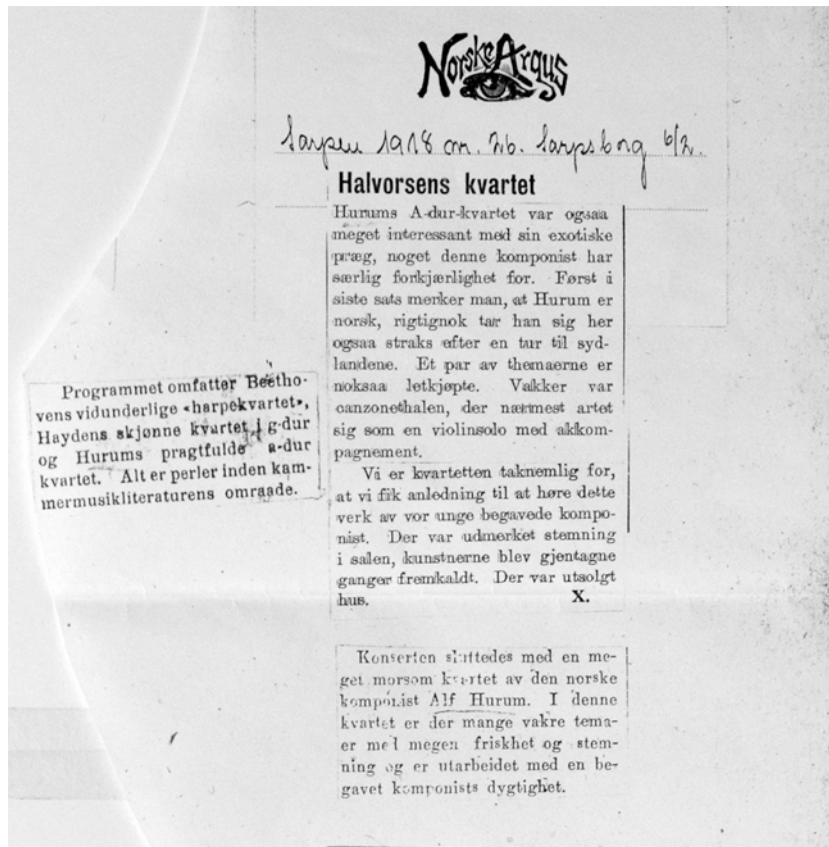 Norske Argus
Sarpen 1918 nr. 26. Sarpsborg 6/2.
Halvorsens kvartet
Hurums A-dur-kvartet var ogsaa
meget interessant med sin exotiske
præg, noget denne komponist har
særlig forkjærlighet for. Først i
siste sats merker man, at Hurum er
norsk, rigtignok tar han sig her
ogsaa straks efter en tur til syd-
landene. Et par av themaerne er
noksaa letkjøpte. Vakker var
canzonethalen, der nærmest artet
sig som en violinsolo med akkom-
pagnement.
Vi er kvartetten taknemlig for,
at vi fik anledning til at høre dette
verk av vor unge begavede kompo-
nist. Der var udmerket stemning
i salen, kunstnerne blev gjentagne
ganger fremkaldt. Der var utsolgt
hus. X.
Programmet omfatter Beetho-
vens vidunderlige «harpekvartet»,
Haydens skjønne kvartet i g-dur
og Hurums pragtfulde a-dur
kvartet. Alt er perler inden kam-
mermusikliteraturens omraade.
Konserten sluttedes med en me-
get morsom kvartet av den norske
komponist Alf Hurum. I denne
kvartet er der mange vakre tema-
er med megen friskhet og stem-
ning og er utarbeidet med en be-
gavet komponists dygtighet.